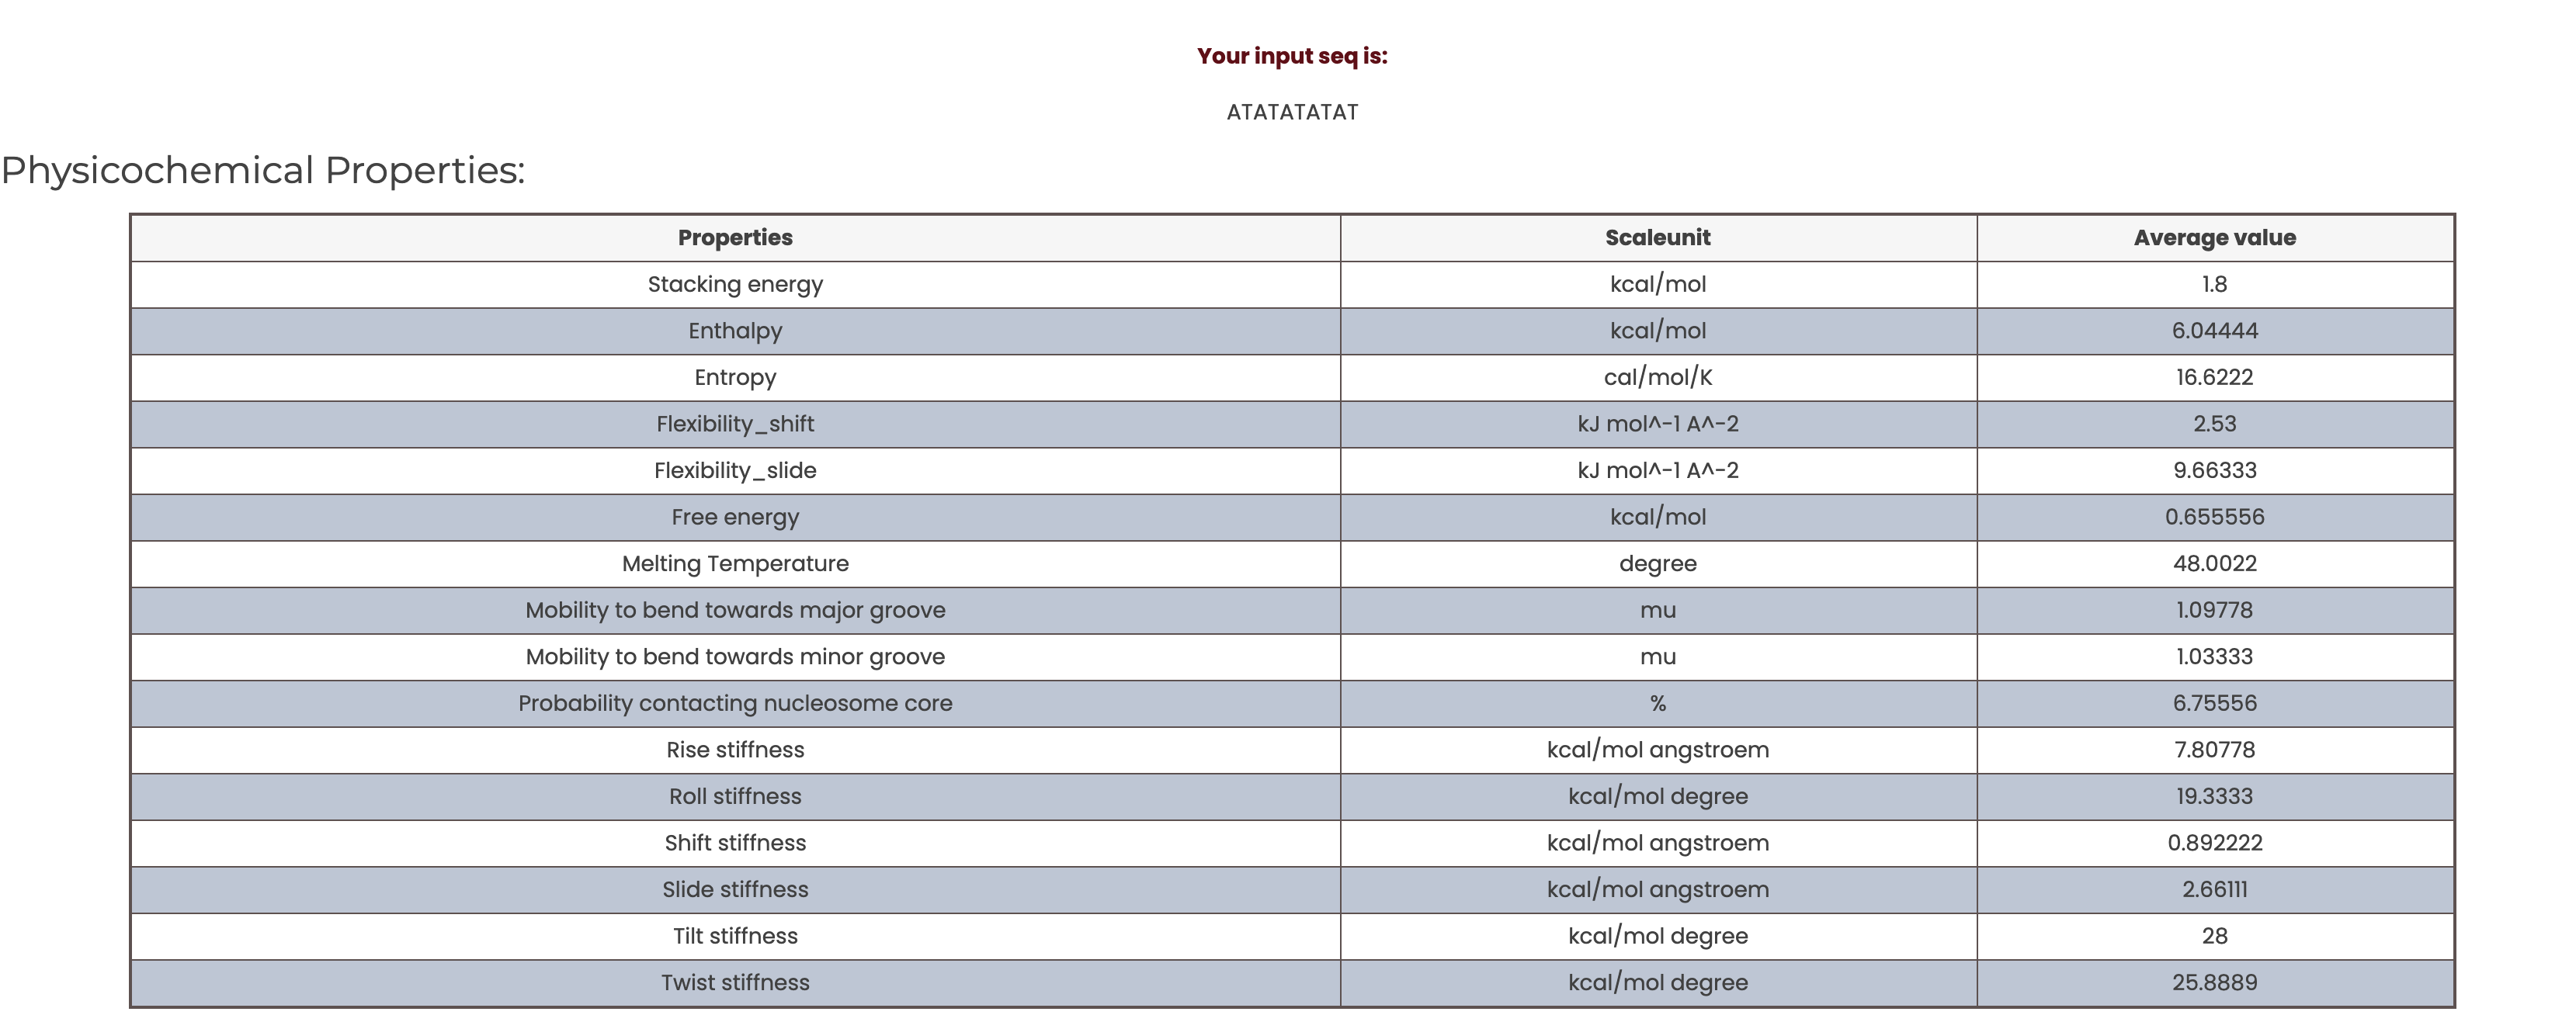 Your input seq is:
ATATATATAT
Physicochemical Properties:
Properties Scaleunit Average value
Stacking energy kcal/mol 1.8
Enthalpy kcal/mol 6.04444
Entropy cal/mol/K 16.6222
Flexibility_shift kJ mol^-1 A^-2 2.53
Flexibility_slide kJ mol^-1 A^-2 9.66333
Free energy kcal/mol 0.655556
Melting Temperature degree 48.0022
Mobility to bend towards major groove mu 1.09778
Mobility to bend towards minor groove mu 1.03333
Probability contacting nucleosome core % 6.75556
Rise stiffness kcal/mol angstroem 7.80778
Roll stiffness kcal/mol degree 19.3333
Shift stiffness kcal/mol angstroem 0.892222
Slide stiffness kcal/mol angstroem 2.66111
Tilt stiffness kcal/mol degree 28
Twist stiffness kcal/mol degree 25.8889